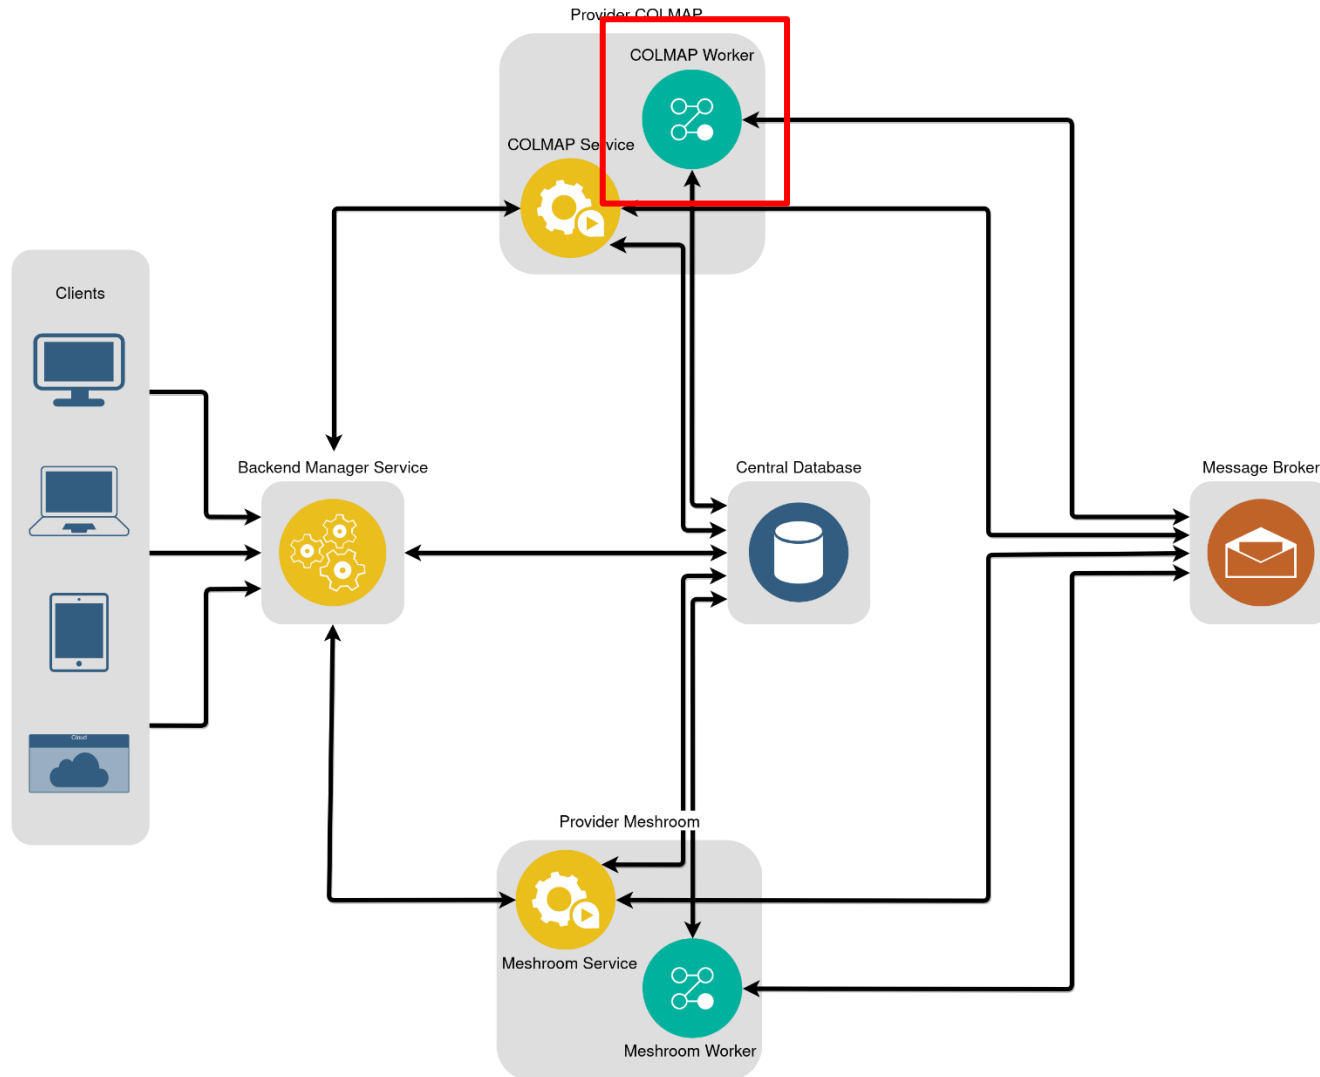 Provider COLMAP
COLMAP Worker
COLMAP Service
Clients
Backend Manager Service
Central Database
Message Broker
Cloud
Provider Meshroom
Meshroom Service
Meshroom Worker